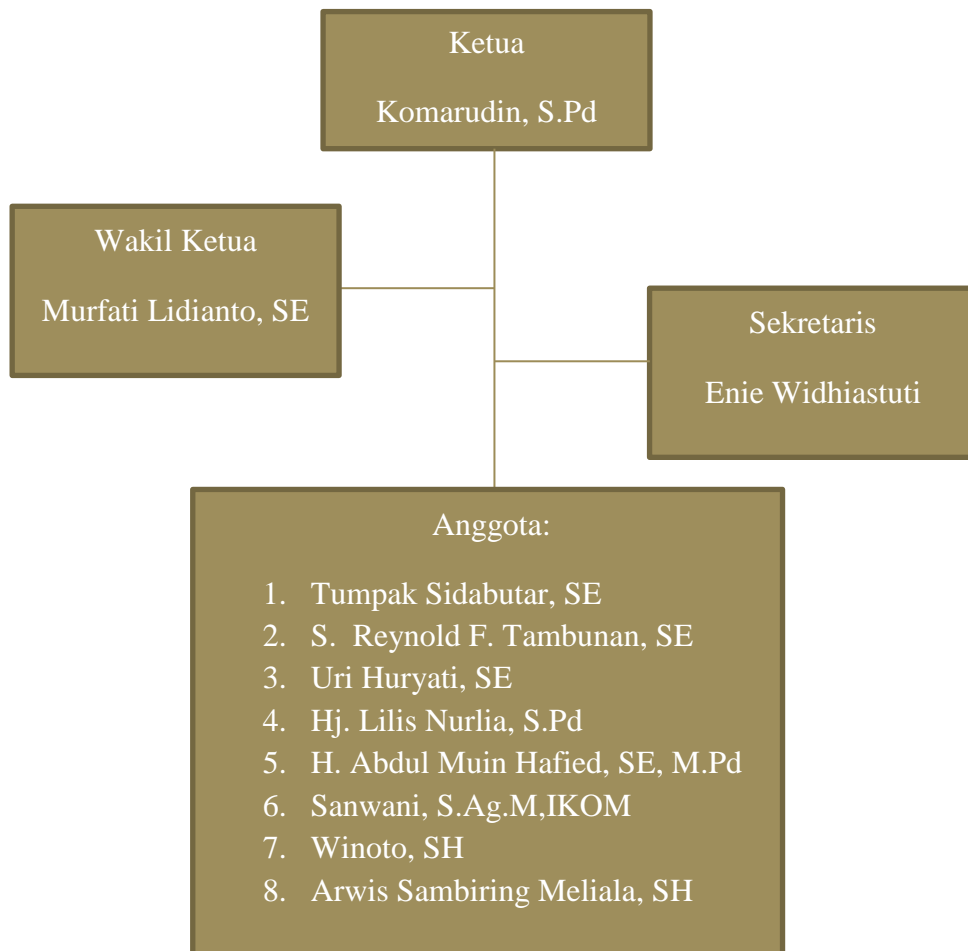 Ketua
Komarudin, S.Pd
Wakil Ketua
Murfati Lidianto, SE
Sekretaris
Enie Widhiastuti
Anggota:
1. Tumpak Sidabutar, SE
2. S. Reynold F. Tambunan, SE
3. Uri Huryati, SE
4. Hj. Lilis Nurlia, S.Pd
5. H. Abdul Muin Hafied, SE, M.Pd
6. Sanwani, S.Ag.M,IKOM
7. Winoto, SH
8. Arwis Sambiring Meliala, SH